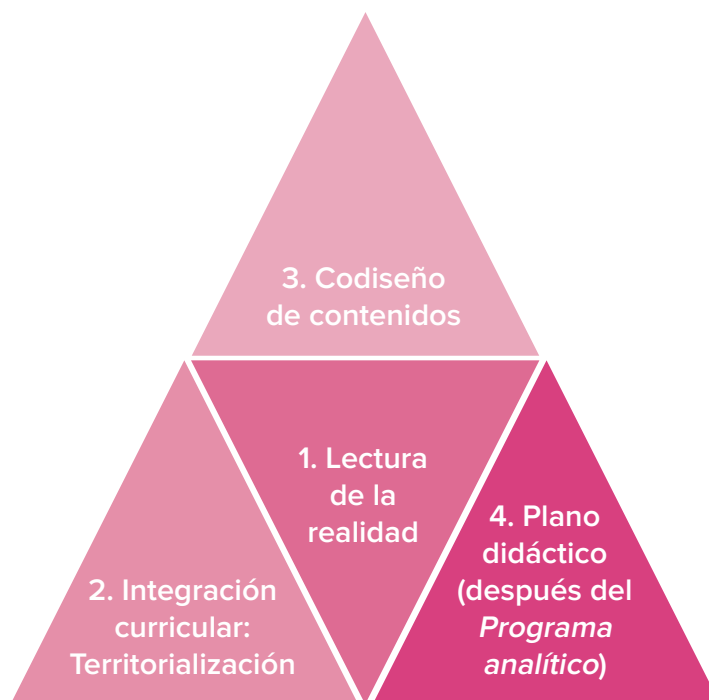 3. Codiseño
de contenidos
1. Lectura
de la
realidad
2. Integración
curricular:
Territorialización
4. Plano
didáctico
(después del
Programa
analítico)